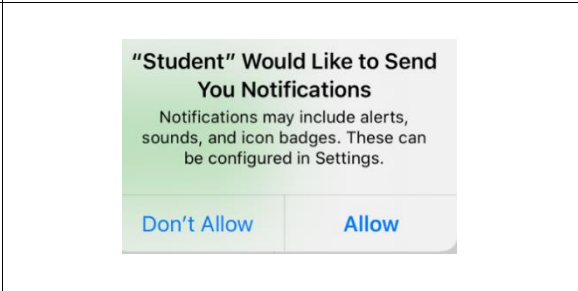 “Student” Would Like to Send
You Notifications
Notifications may include alerts,
sounds, and icon badges. These can
be configured in Settings.
Don’t Allow
Allow